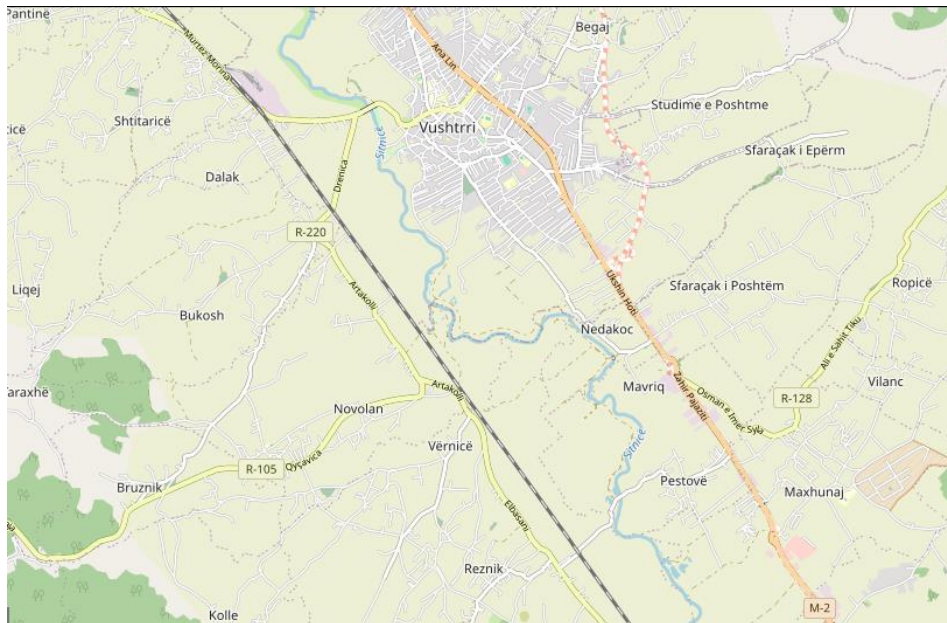 Pantinë
Begaj
Murtez Morina
Ana Lin
Studime e Poshtme
Shtitaricë
Vushtrri
Sitnicë
Sfaraçak i Epërm
Dalak
Drenica
R-220
Ukshin Hoti
Liqej
Artakolli
Sfaraçak i Poshtëm
Ropicë
Bukosh
Nedakoc
Ali e Sahit Tiku
Zahir Pajaziti
Mavriq
Vilanc
Artakolli
Osman e Imer Syla
R-128
Novolan
Vërnicë
Sitnicë
R-105
Qyçavica
Bruznik
Pestovë
Maxhunaj
Elbasani
Reznik
Kolle
M-2